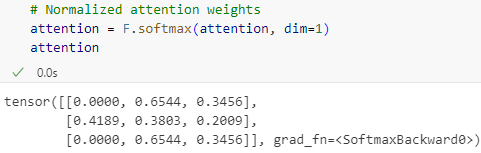 # Normalized attention weights
attention = F.softmax(attention, dim=1)
attention
✓ 0.0s
tensor([[0.0000, 0.6544, 0.3456],
[0.4189, 0.3803, 0.2009],
[0.0000, 0.6544, 0.3456]], grad_fn=<SoftmaxBackward0>)